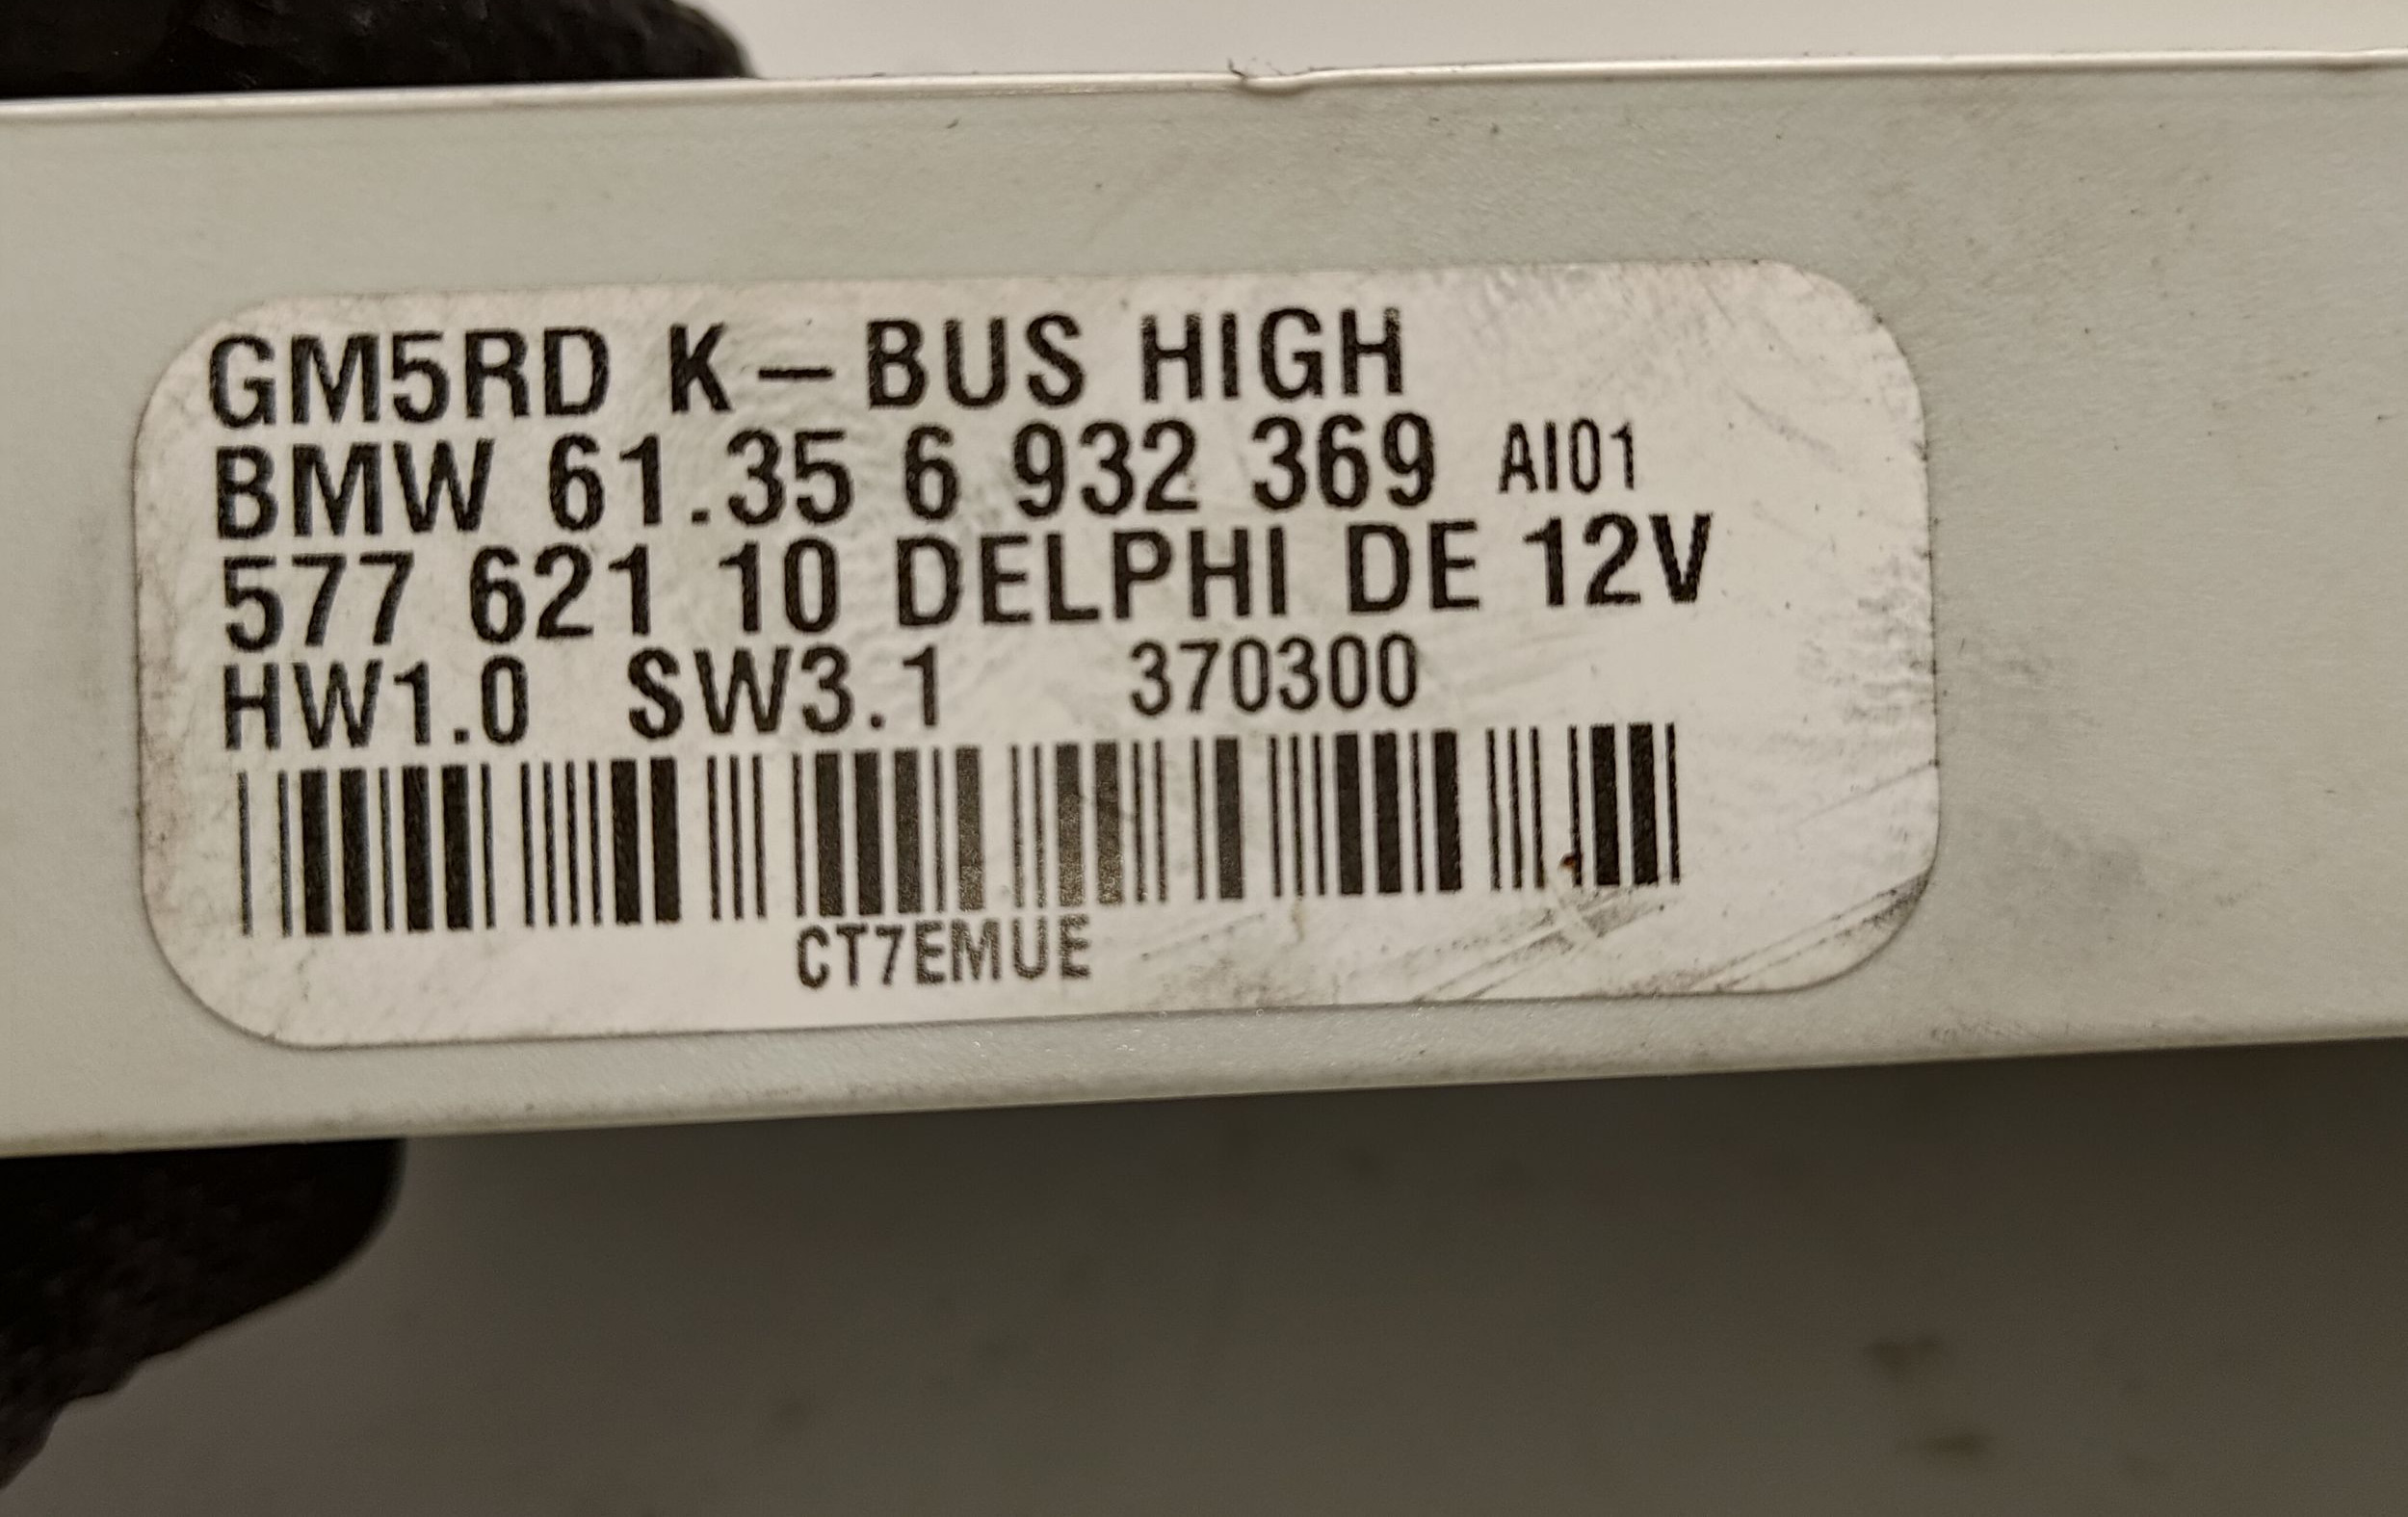 GM5RD K-BUS HIGH
BMW 61.35 6 932 369 AI01
577 621 10 DELPHI DE 12V
HW1.0 SW3.1 370300
CT7EMUE